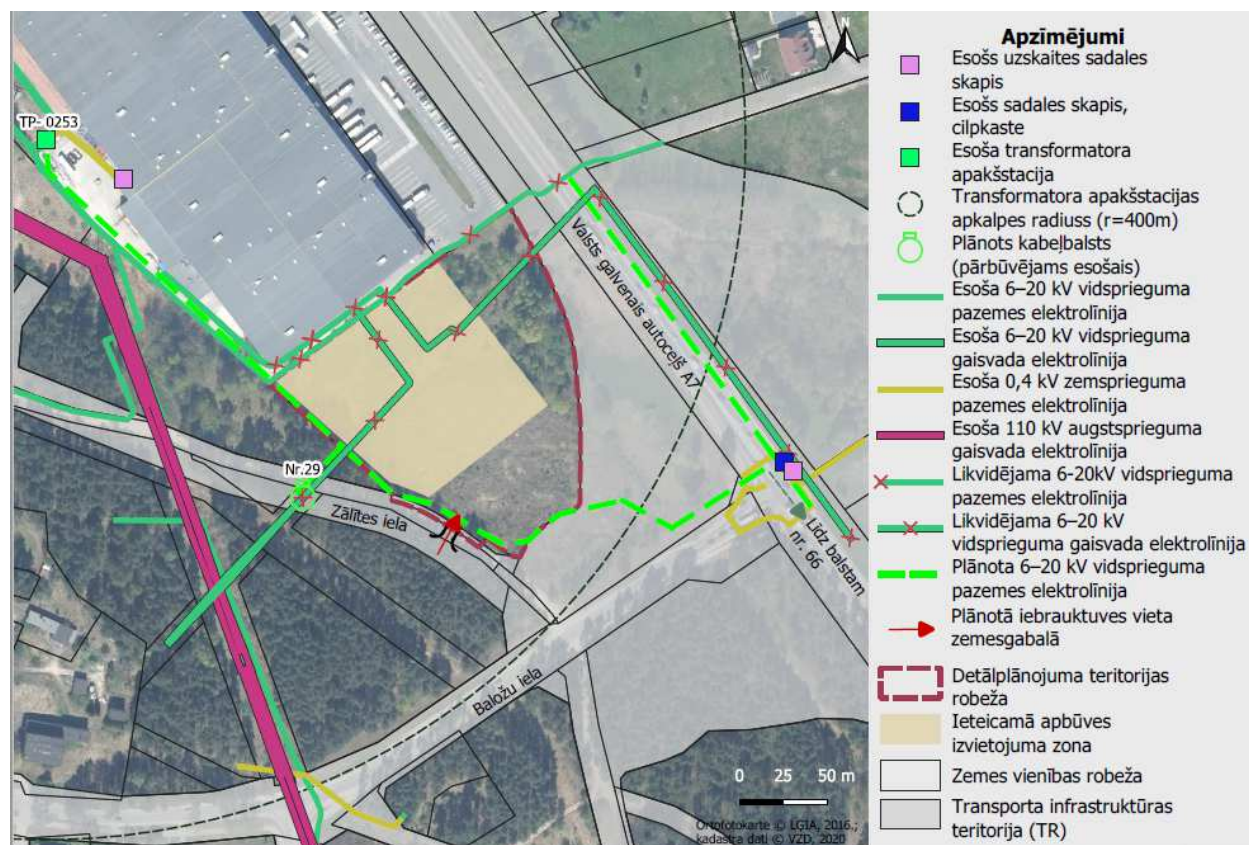 TP- 0253
Nr.29
Zālītes iela
Baložu iela
Valsts galvenais autoceļš A7
Līdz balstam
nr. 66
N
0 25 50 m
Ortofotokarte © LĢIA, 2016.;
kadastra dati © VZD, 2020
Apzīmējumi
Esošs uzskaites sadales
skapis
Esošs sadales skapis,
cilpkaste
Esoša transformatora
apakšstacija
Transformatora apakšstacijas
apkalpes radiuss (r=400m)
Plānots kabeļbalsts
(pārbūvējams esošais)
Esoša 6–20 kV vidsprieguma
pazemes elektrolīnija
Esoša 6–20 kV vidsprieguma
gaisvada elektrolīnija
Esoša 0,4 kV zemsprieguma
pazemes elektrolīnija
Esoša 110 kV augstsprieguma
gaisvada elektrolīnija
Likvidējama 6-20kV vidsprieguma
pazemes elektrolīnija
Likvidējama 6–20 kV
vidsprieguma gaisvada elektrolīnija
Plānota 6–20 kV vidsprieguma
pazemes elektrolīnija
Plānotā iebrauktuves vieta
zemesgabalā
Detālplānojuma teritorijas
robeža
Ieteicamā apbūves
izvietojuma zona
Zemes vienības robeža
Transporta infrastruktūras
teritorija (TR)